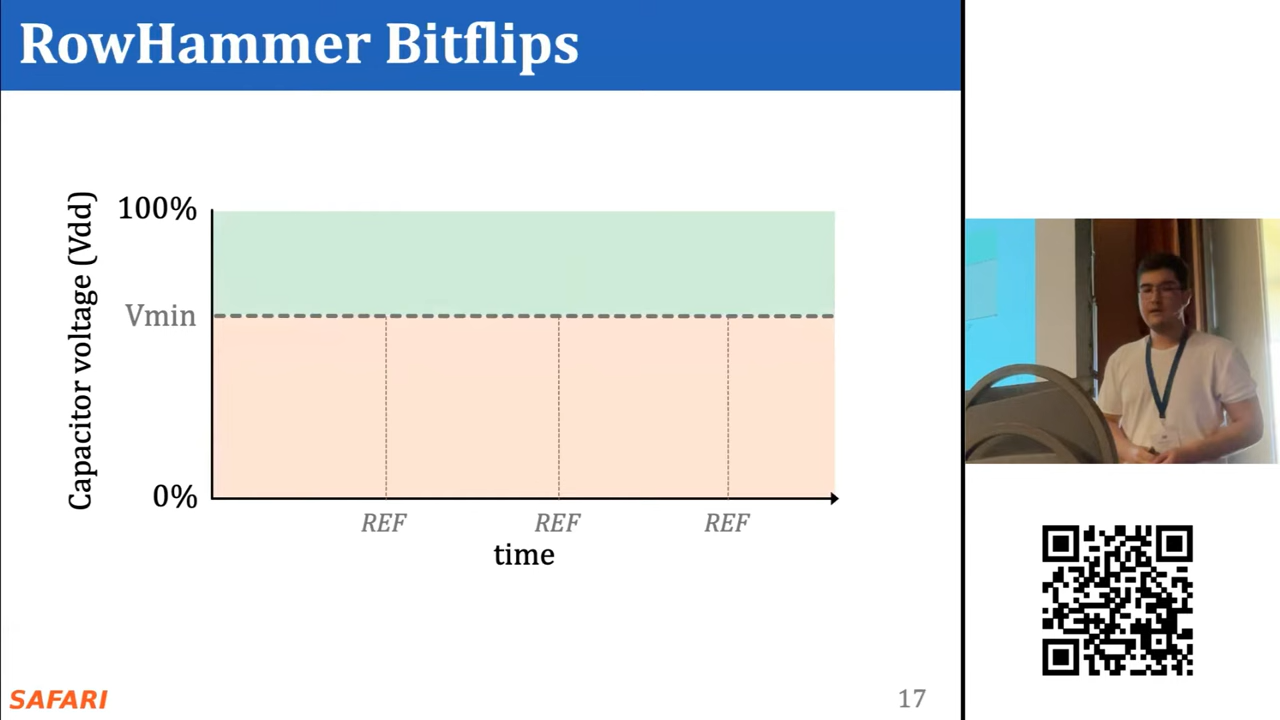 RowHammer Bitflips
Capacitor voltage (Vdd)
100%
Vmin
0%
REF REF REF
time
SAFARI
17